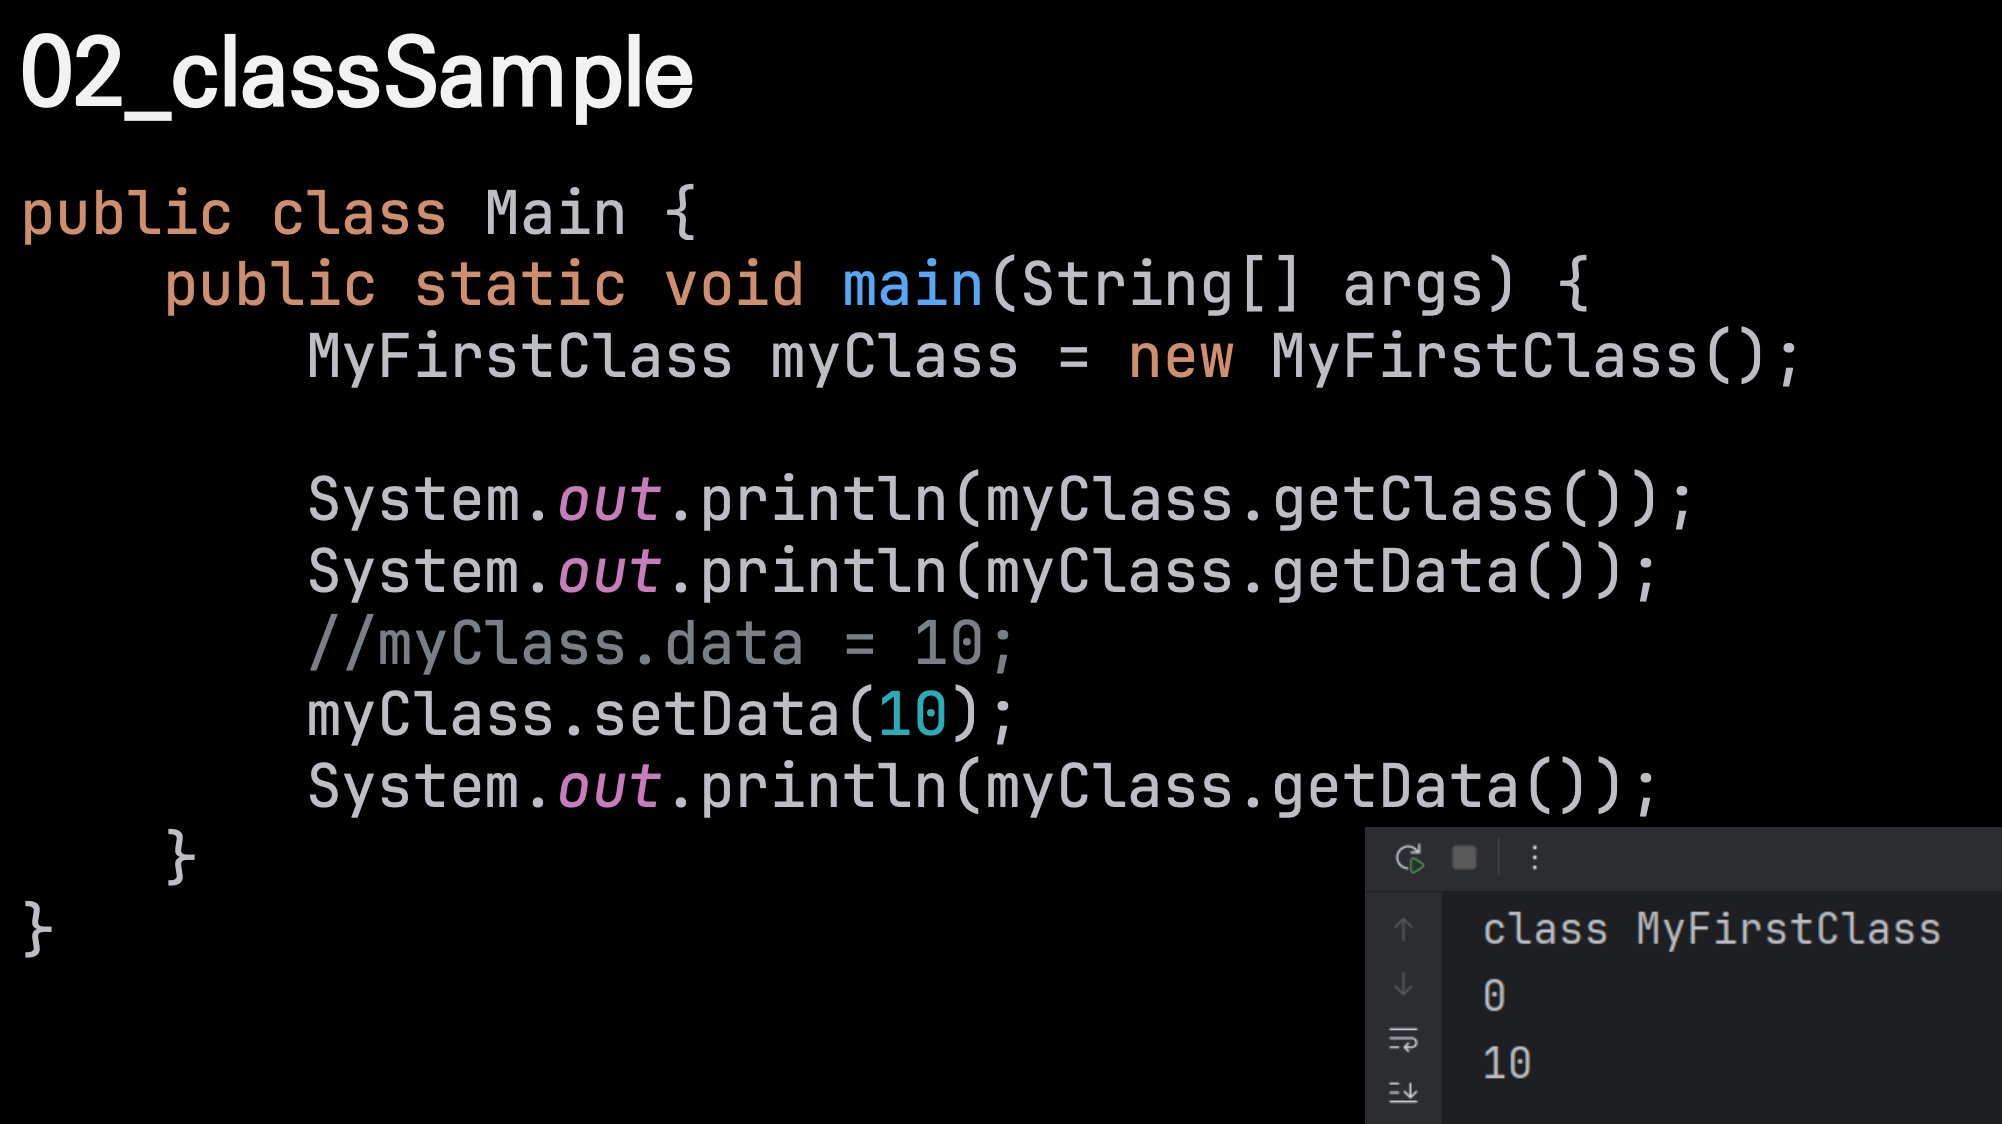 02_classSample
public class Main {
    public static void main(String[] args) {
        MyFirstClass myClass = new MyFirstClass();

        System.out.println(myClass.getClass());
        System.out.println(myClass.getData());
        //myClass.data = 10;
        myClass.setData(10);
        System.out.println(myClass.getData());
    }
}
class MyFirstClass
0
10